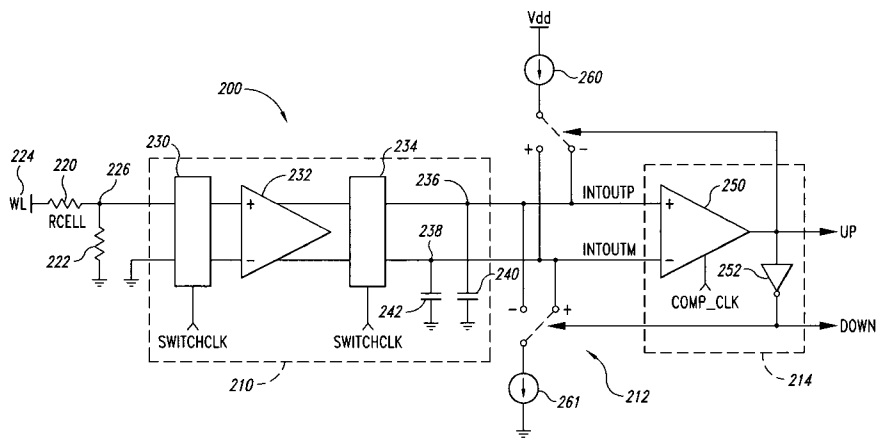 Vdd
260
200
230
234
224
220
226
232
236
+
−
250
WL
RCELL
+
INTOUTP
+
UP
222
−
238
INTOUTM
−
252
242
240
−
+
COMP_CLK
SWITCHCLK
SWITCHCLK
DOWN
210
261
212
214